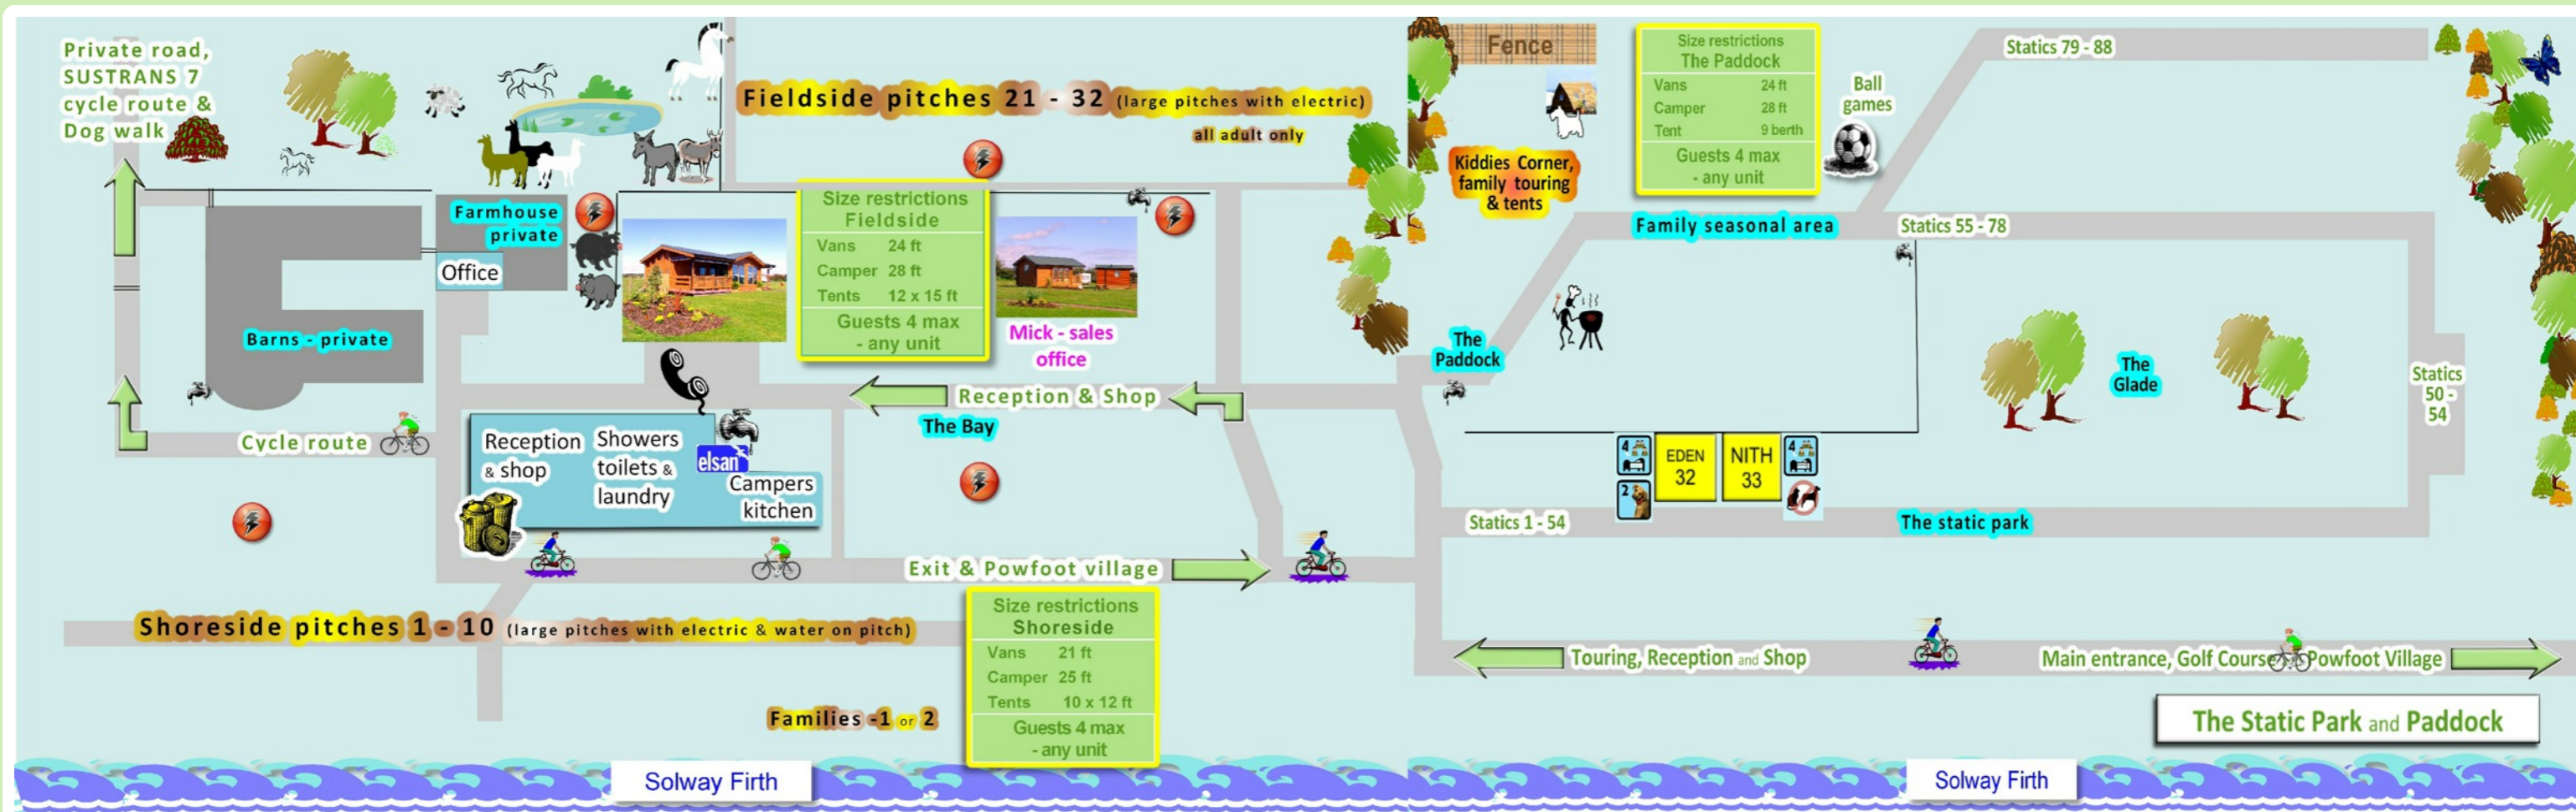 Private road,
SUSTRANS 7
cycle route &
Dog walk
Fieldside pitches 21 - 32 (large pitches with electric)
all adult only
Farmhouse
private
Office
Barns - private
Size restrictions
Fieldside
Vans 24 ft
Camper 28 ft
Tents 12 x 15 ft
Guests 4 max
- any unit
Mick - sales
office
Reception & Shop
The Bay
Cycle route
Reception
& shop
Showers
toilets &
laundry
elsan
Campers
kitchen
Exit & Powfoot village
Shoreside pitches 1 - 10 (large pitches with electric & water on pitch)
Size restrictions
Shoreside
Vans 21 ft
Camper 25 ft
Tents 10 x 12 ft
Guests 4 max
- any unit
Families -1 or 2
Solway Firth
Fence
Size restrictions
The Paddock
Vans 24 ft
Camper 28 ft
Tent 9 berth
Guests 4 max
- any unit
Ball
games
Statics 79 - 88
Kiddies Corner,
family touring
& tents
Family seasonal area
Statics 55 - 78
The
Paddock
The
Glade
Statics
50 -
54
4
2
EDEN
32
NITH
33
4
Statics 1 - 54
The static park
Touring, Reception and Shop
Main entrance, Golf Course Powfoot Village
The Static Park and Paddock
Solway Firth